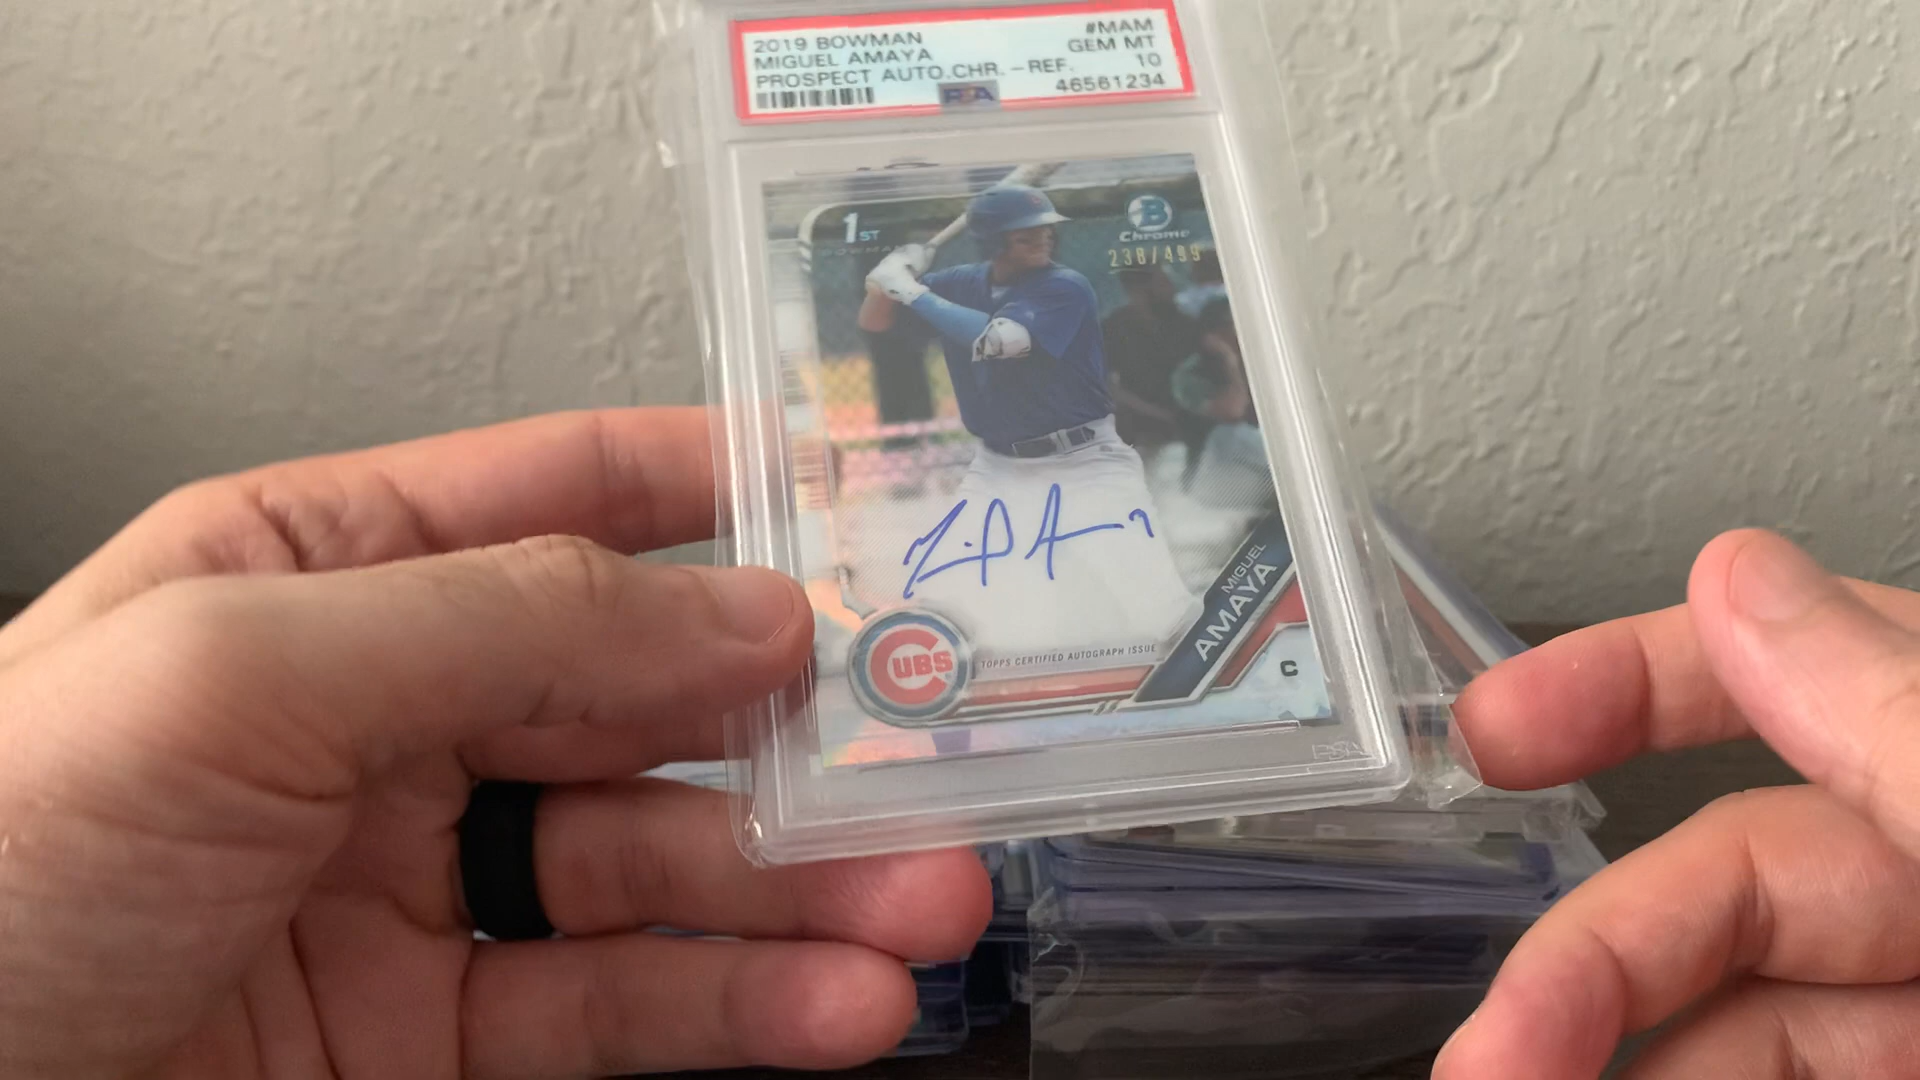 2019 BOWMAN #MAM
MIGUEL AMAYA GEM MT
PROSPECT AUTO.CHR.-REF. 10
PSA 46561234
1ST
BOWMAN
B
Chrome
238/499
MIGUEL
AMAYA
CUBS
TOPPS CERTIFIED AUTOGRAPH ISSUE
C
PSA